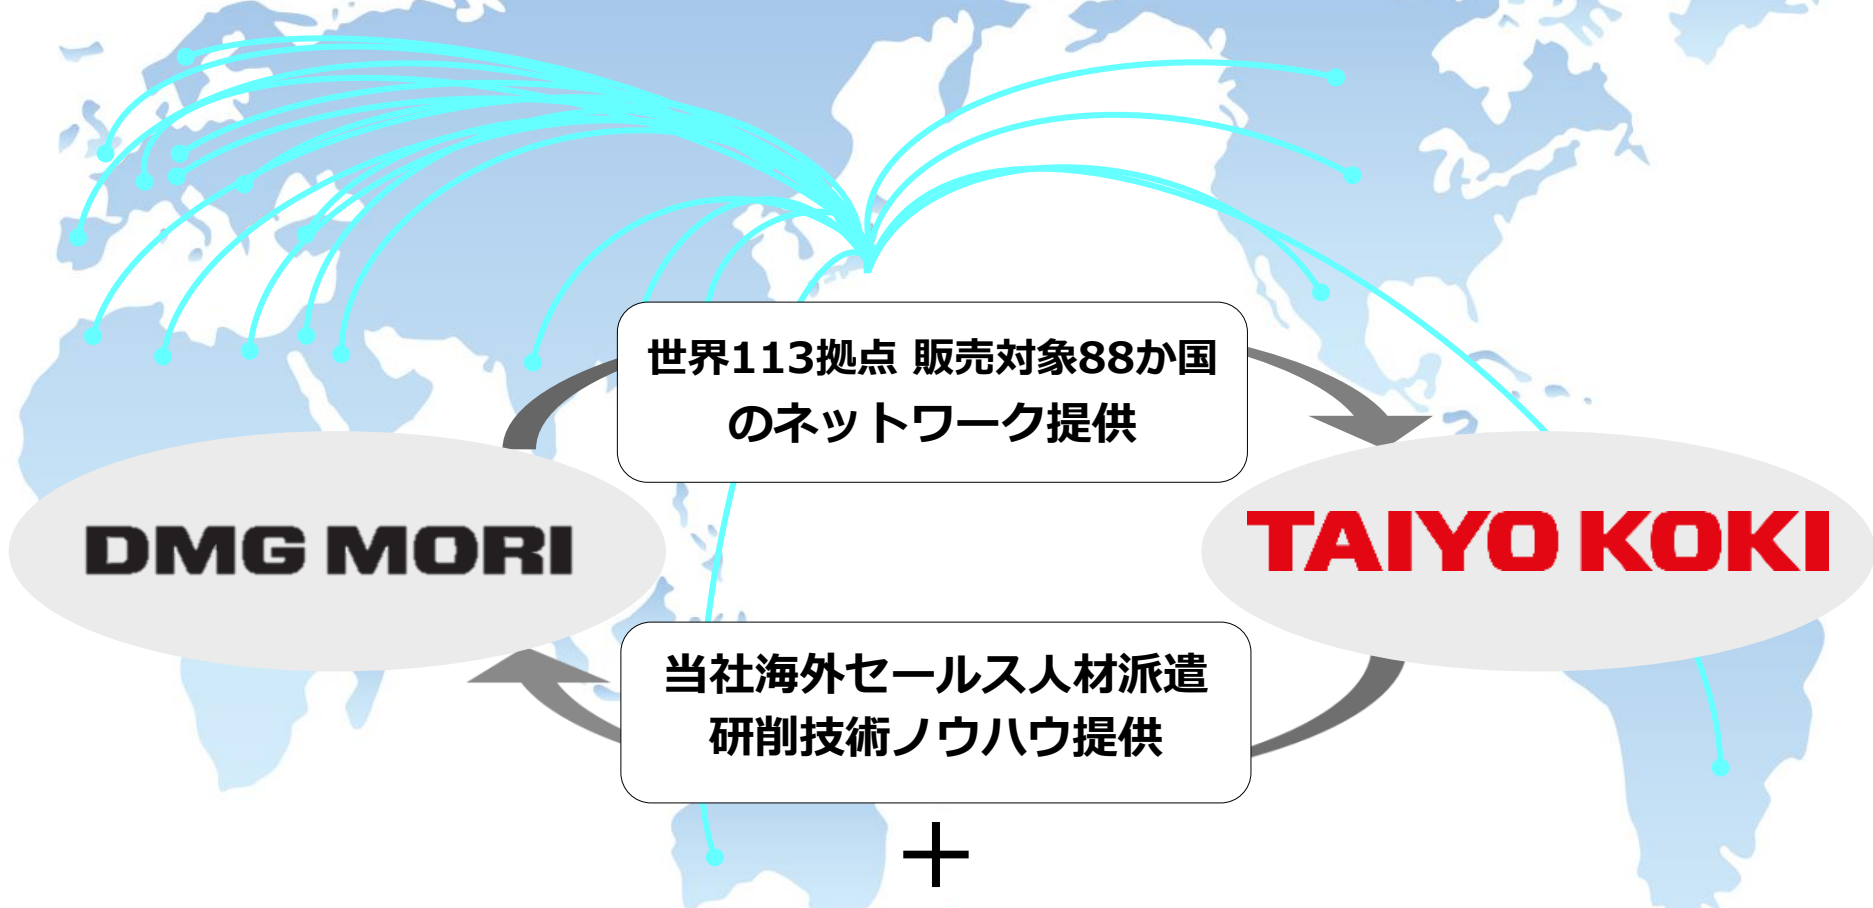 世界113拠点 販売対象88か国
のネットワーク提供
DMG MORI
TAIYO KOKI
当社海外セールス人材派遣
研削技術ノウハウ提供
＋